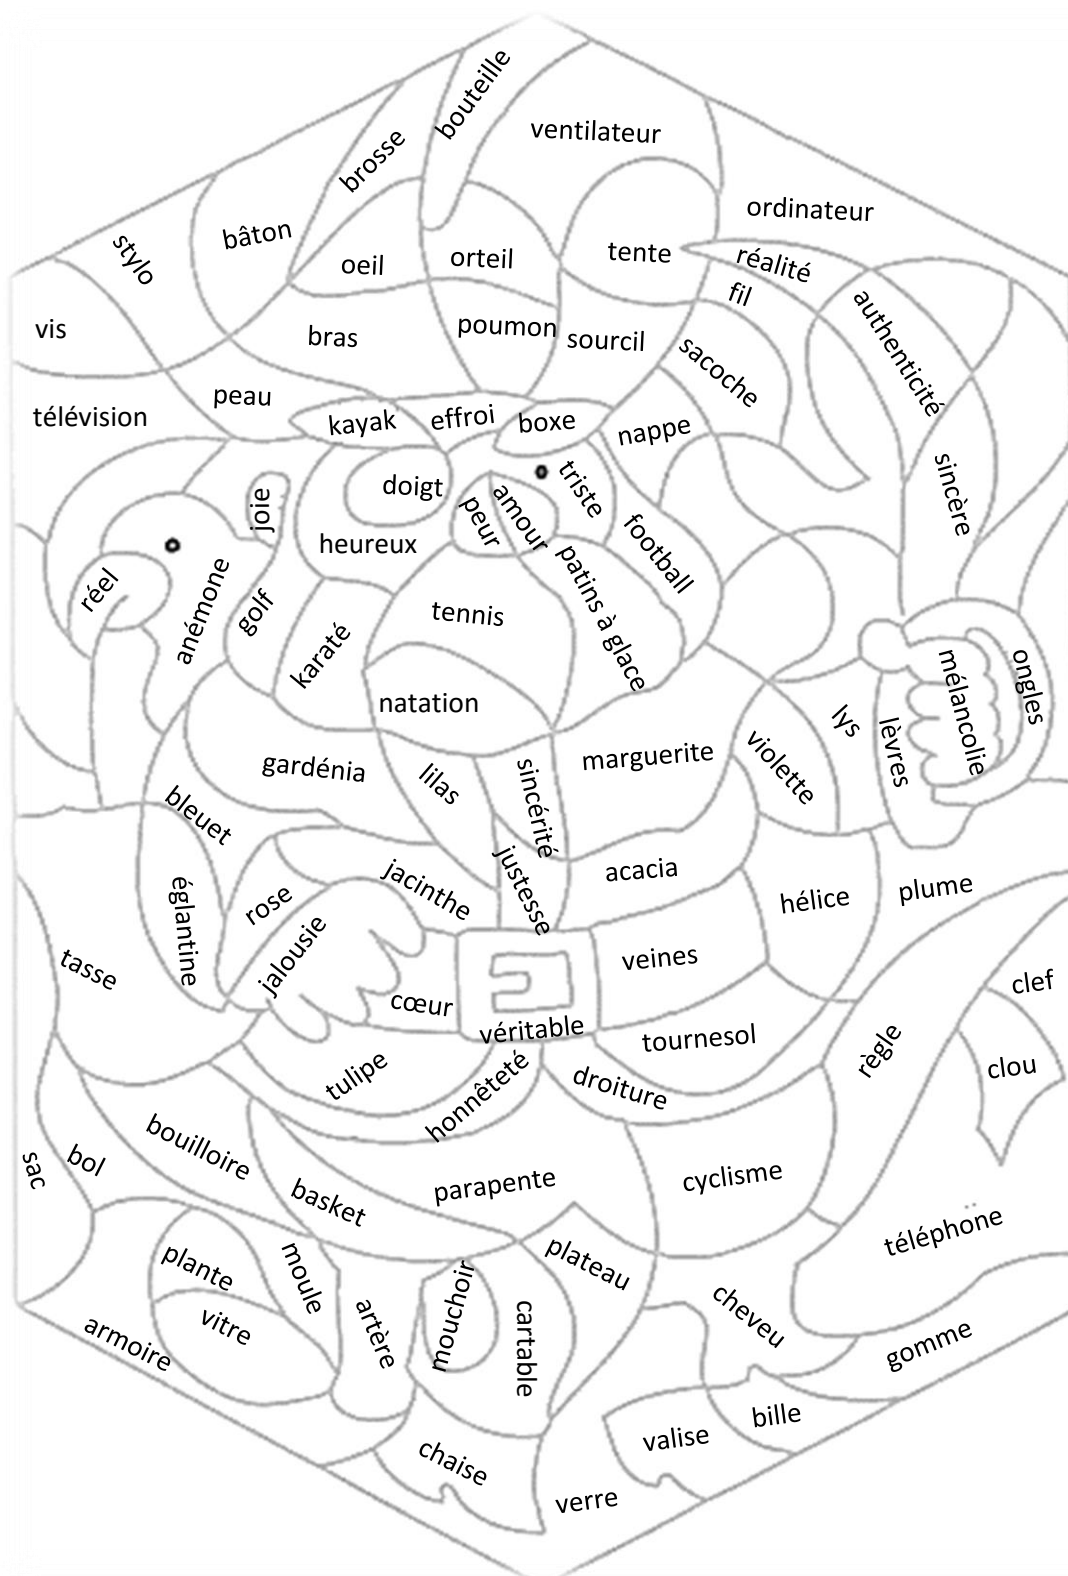 bouteille
ventilateur
brosse
ordinateur
bâton
stylo
tente
orteil
oeil
réalité
fil
authenticité
vis
bras
poumon
sourcil
sacoche
peau
télévision
kayak
effroi
boxe
nappe
doigt
triste
joie
peur
amour
sincère
heureux
football
réel
anémone
golf
tennis
patins à glace
karaté
natation
mélancolie
ongles
lys
lèvres
gardénia
lilas
sincérité
marguerite
violette
bleuet
jacinthe
justesse
acacia
hélice
plume
églantine
rose
jalousie
tasse
veines
cœur
clef
véritable
tournesol
règle
clou
tulipe
honnêteté
droiture
bouilloire
bol
sac
basket
parapente
cyclisme
téléphone
plante
moule
plateau
vitre
artère
mouchoir
cartable
cheveu
armoire
gomme
bille
valise
chaise
verre